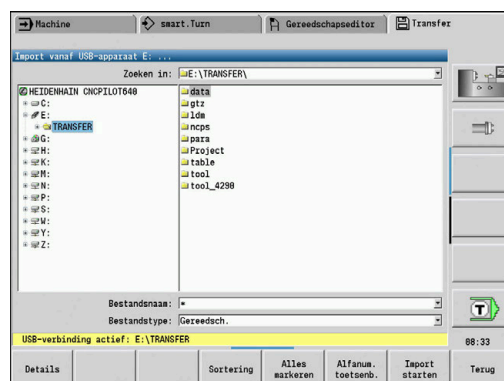 Machine smart.Turn Gereedschapseditor Transfer
Import vanaf USB-apparaat E: ...
Zoeken in: E:\TRANSFER\
HEIDENHAIN CNCPILOT640
C:
E:
TRANSFER
G:
H:
K:
M:
N:
P:
S:
W:
Y:
Z:
data
gtz
ldm
ncps
para
Project
table
tool
tool_4290
Bestandsnaam: *
Bestandstype: Gereedsch.
USB-verbinding actief: E:\TRANSFER
T
08:33
Details Sortering Alles markeren Alfanum. toetsenb. Import starten Terug